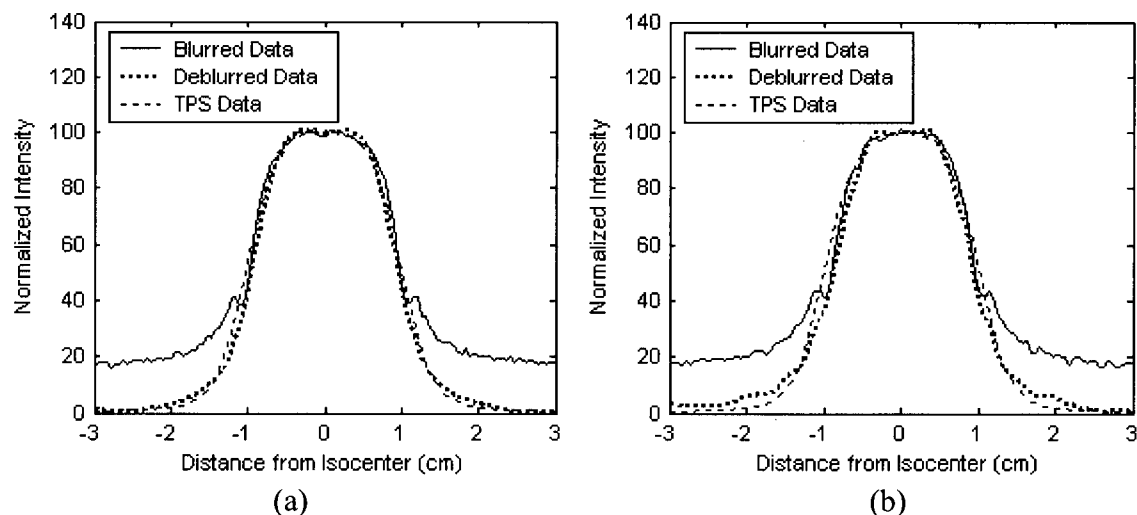 140
120
100
80
60
40
20
0
Normalized Intensity
Blurred Data
Deblurred Data
TPS Data
-3 -2 -1 0 1 2 3
Distance from Isocenter (cm)
(a)
140
120
100
80
60
40
20
0
Normalized Intensity
Blurred Data
Deblurred Data
TPS Data
-3 -2 -1 0 1 2 3
Distance from Isocenter (cm)
(b)